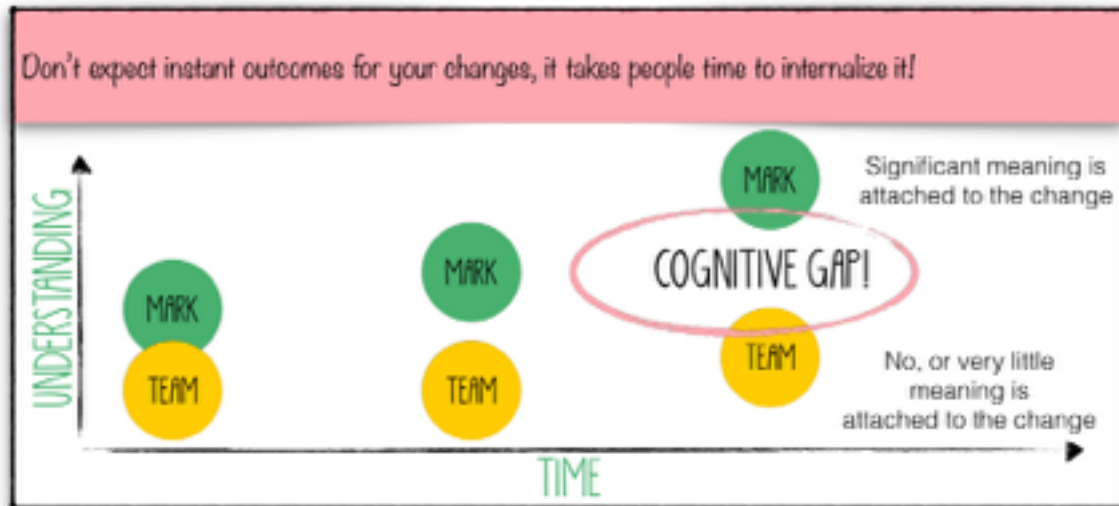 Don't expect instant outcomes for your changes, it takes people time to internalize it!
UNDERSTANDING
MARK
TEAM
MARK
TEAM
MARK
COGNITIVE GAP!
TEAM
Significant meaning is
attached to the change
No, or very little
meaning is
attached to the change
TIME